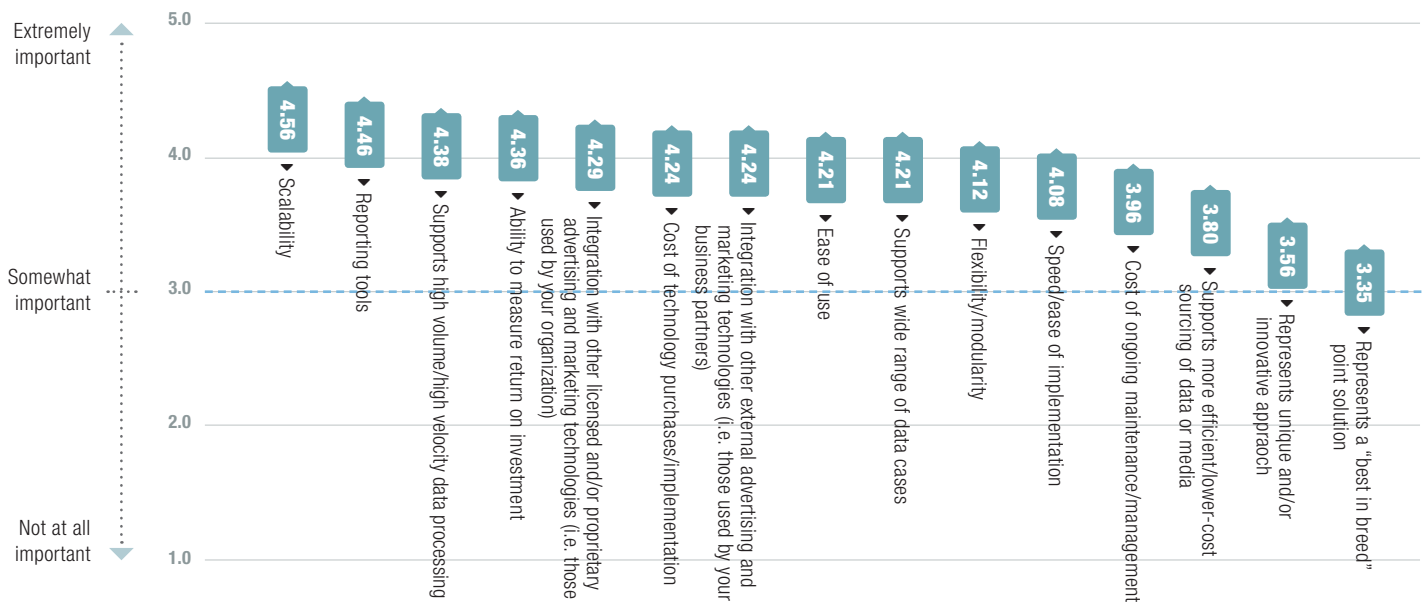 Extremely
important
Somewhat
important
Not at all
important
5.0
4.0
3.0
2.0
1.0
4.56
Scalability
4.46
Reporting tools
4.38
Supports high volume/high velocity data processing
4.36
Ability to measure return on investment
4.29
Integration with other licensed and/or proprietary
advertising and marketing technologies (i.e. those
used by your organization)
4.24
Cost of technology purchases/implementation
4.24
Integration with other external advertising and
marketing technologies (i.e. those used by your
business partners)
4.21
Ease of use
4.21
Supports wide range of data cases
4.12
Flexibility/modularity
4.08
Speed/ease of implementation
3.96
Cost of ongoing maintenance/management
3.80
Supports more efficient/lower-cost
sourcing of data or media
3.56
Represents unique and/or
innovative appraoch
3.35
Represents a “best in breed”
point solution